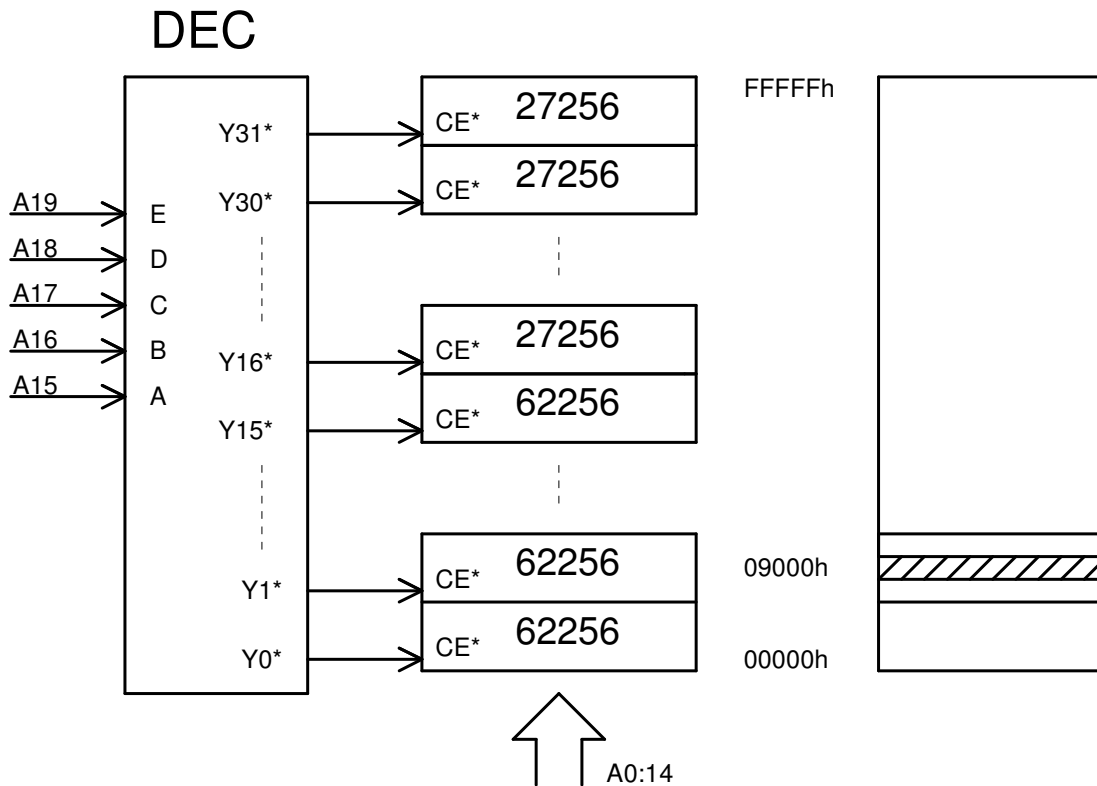 DEC
FFFFFh
27256
CE*
Y31*
27256
CE*
Y30*
A19
E
A18
D
A17
C
27256
A16
B
CE*
Y16*
A15
A
62256
CE*
Y15*
62256
CE*
09000h
Y1*
62256
CE*
Y0*
00000h
A0:14